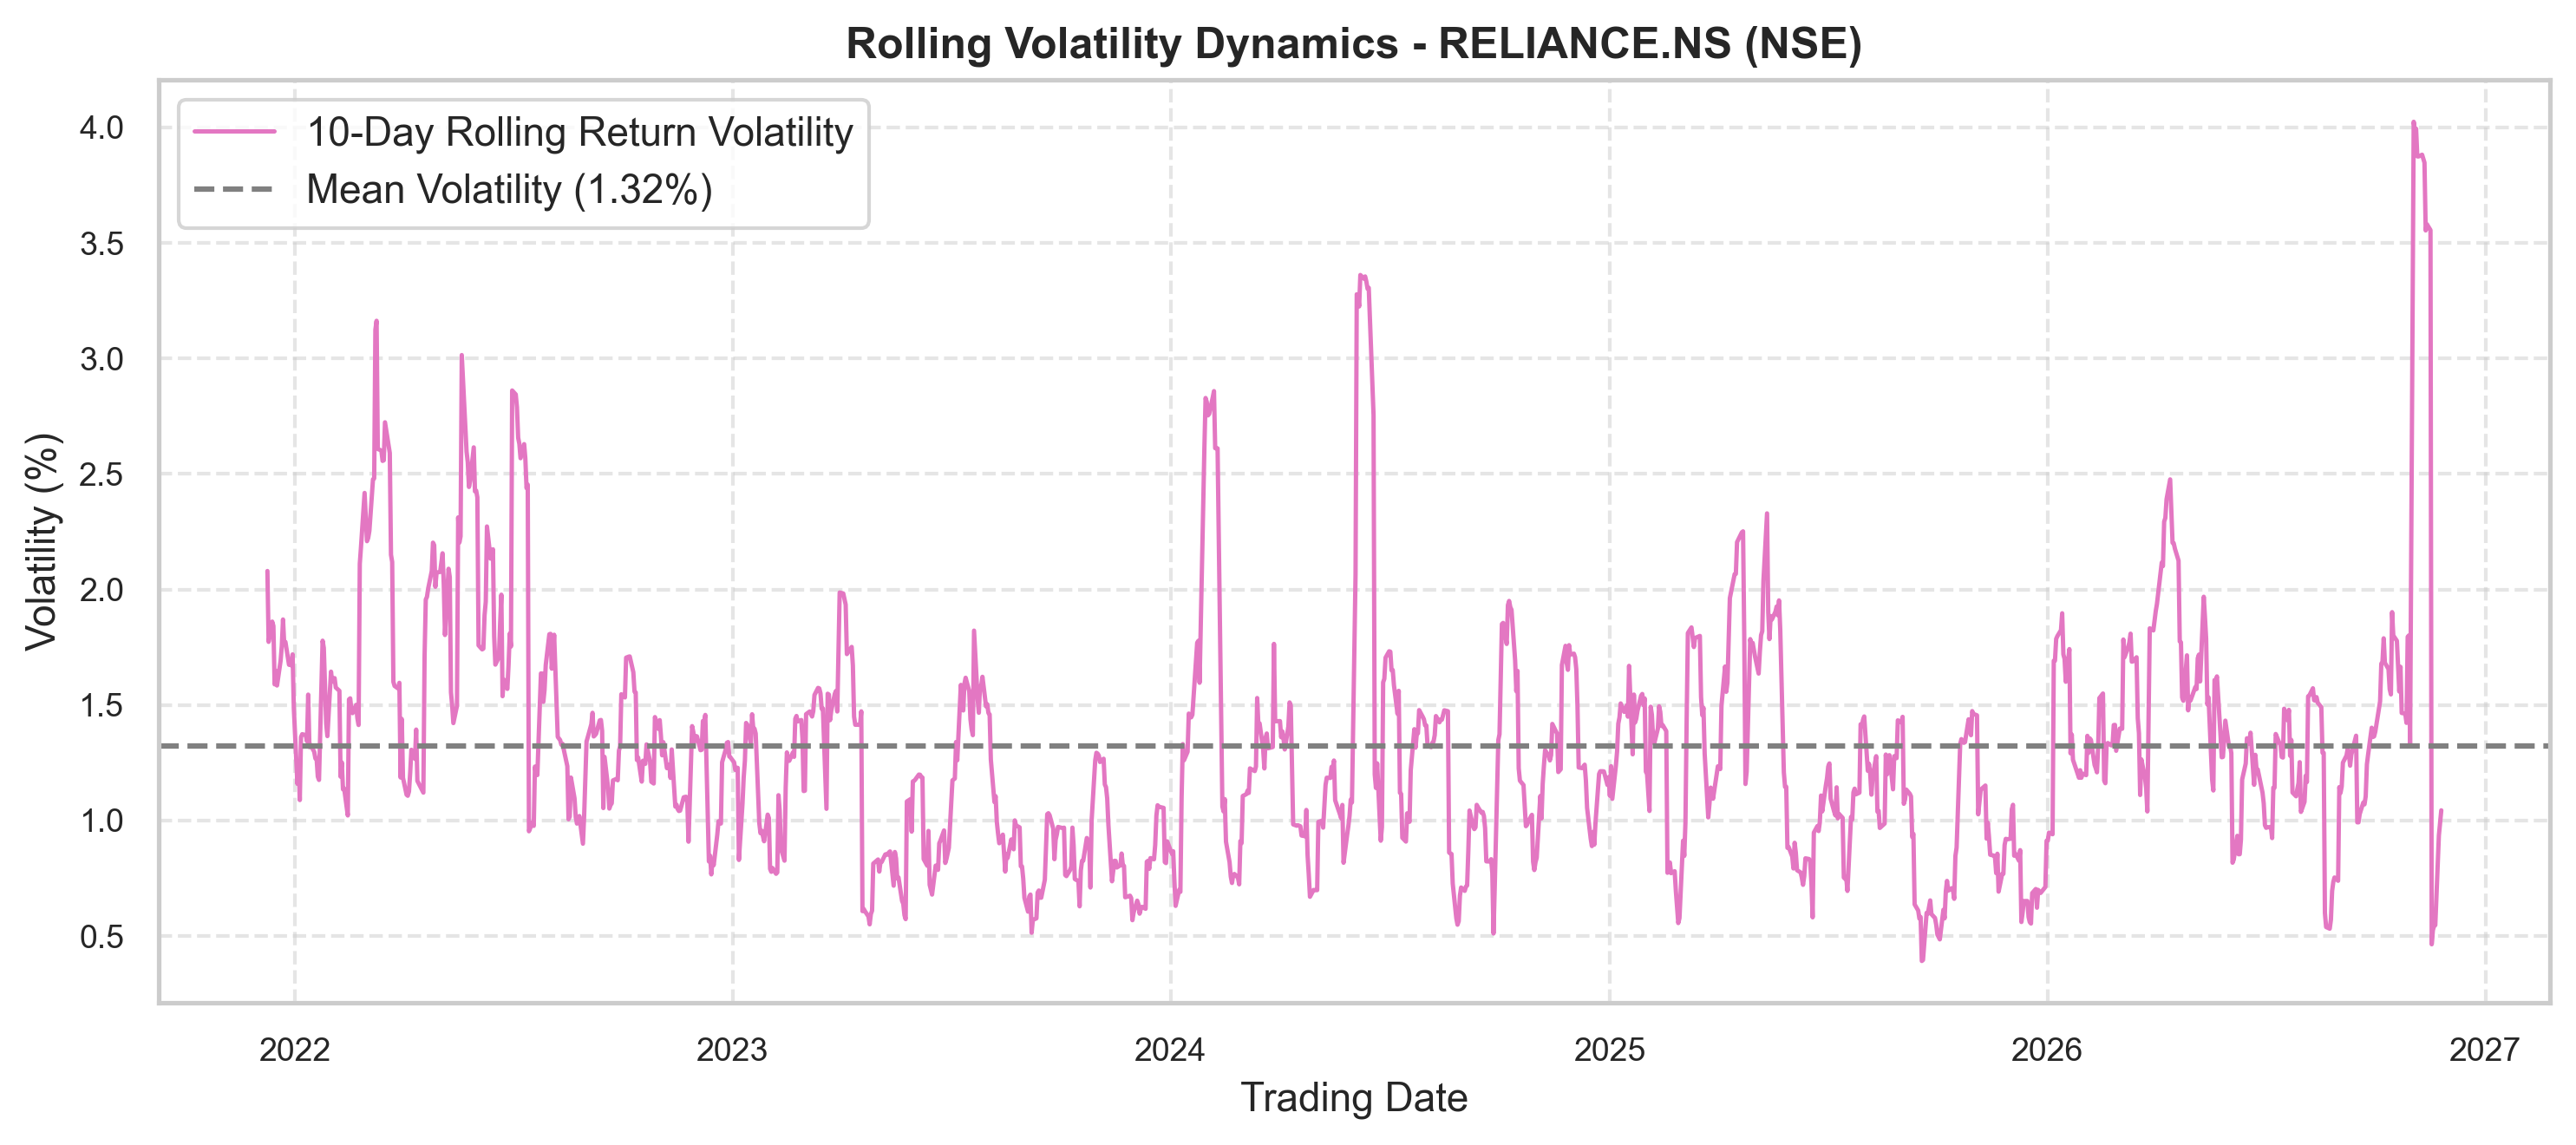 Rolling Volatility Dynamics - RELIANCE.NS (NSE)
10-Day Rolling Return Volatility
Mean Volatility (1.32%)
Volatility (%)
4.0
3.5
3.0
2.5
2.0
1.5
1.0
0.5
2022 2023 2024 2025 2026 2027
Trading Date